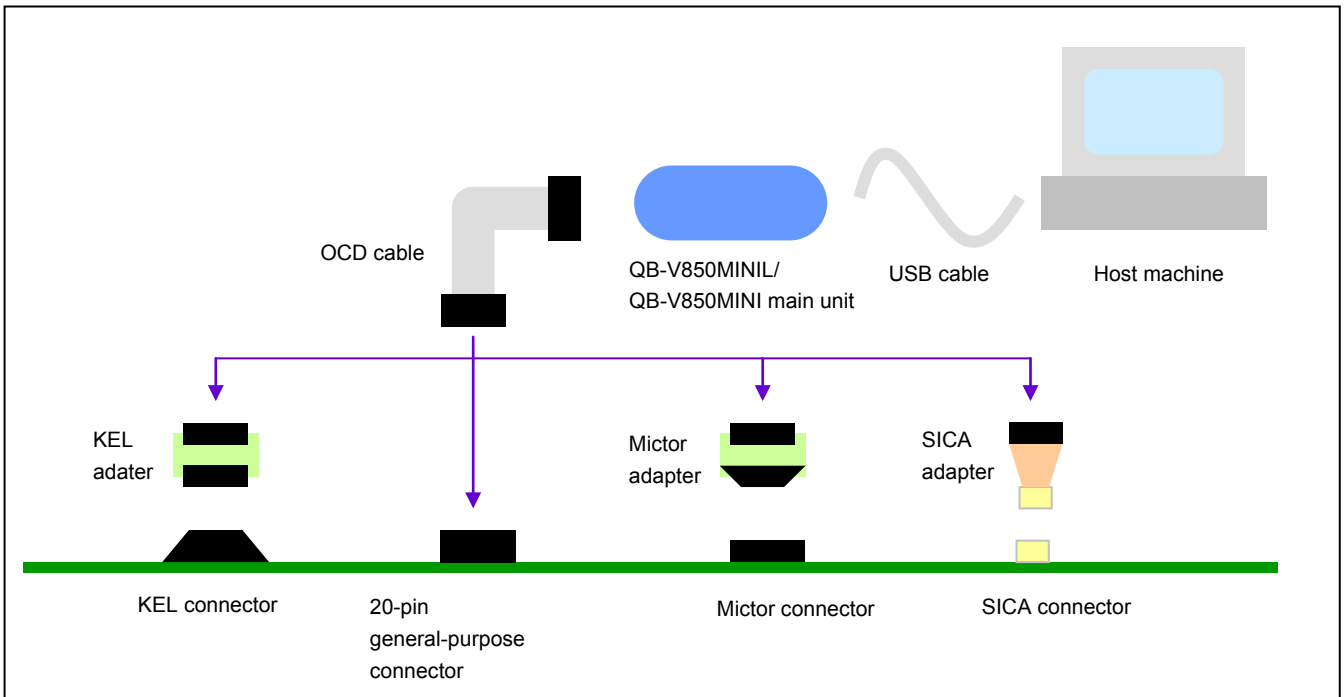 OCD cable
QB-V850MINIL/
QB-V850MINI main unit
USB cable
Host machine
KEL
adater
Mictor
adapter
SICA
adapter
KEL connector
20-pin
general-purpose
connector
Mictor connector
SICA connector